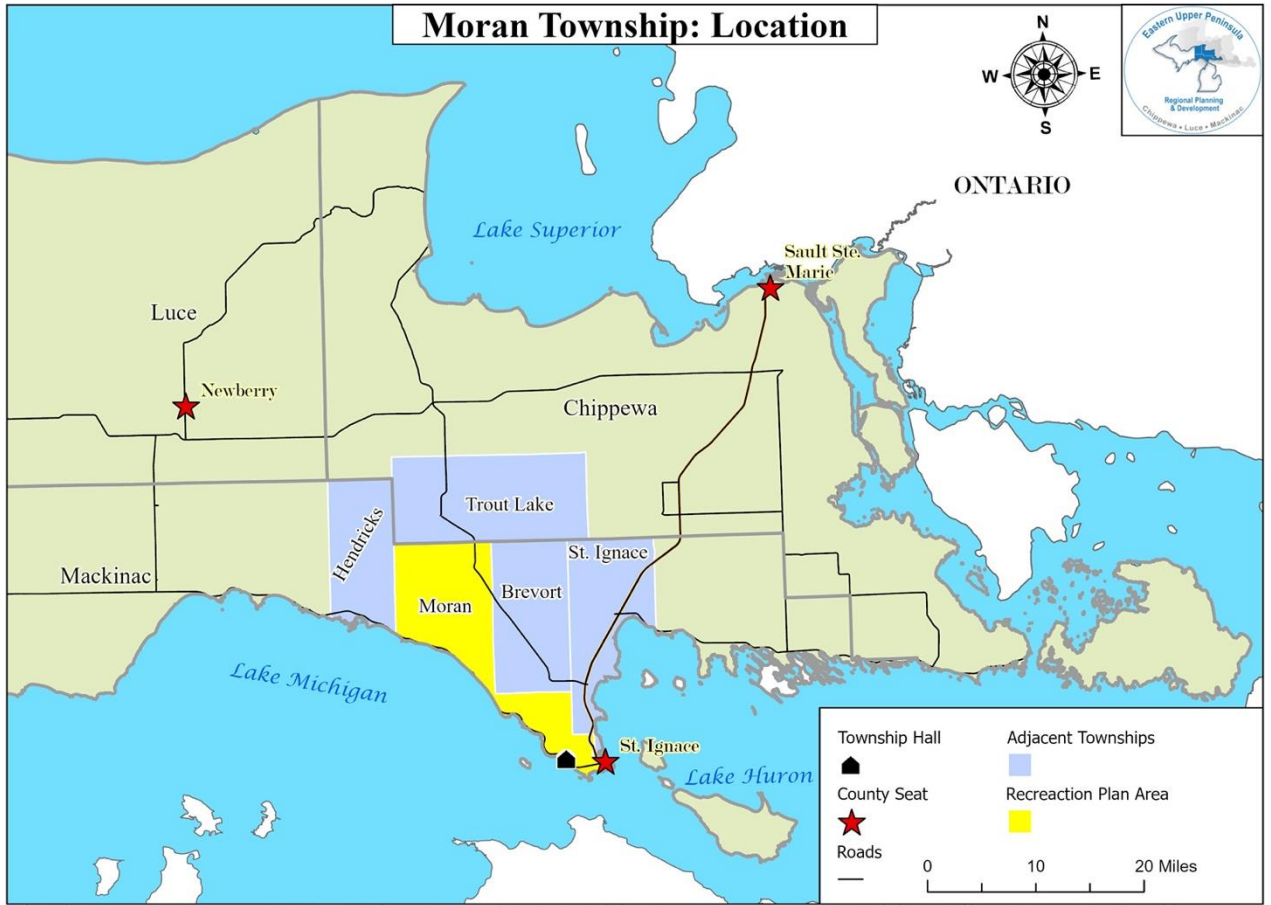 Moran Township: Location
N
W
E
S
Eastern Upper Peninsula
Regional Planning
& Development
Chippewa • Luce • Mackinac
ONTARIO
Lake Superior
Sault Ste.
Marie
Luce
Newberry
Chippewa
Trout Lake
Hendricks
St. Ignace
Mackinac
Moran
Brevort
Lake Michigan
St. Ignace
Lake Huron
Township Hall
Adjacent Townships
County Seat
Recreaction Plan Area
Roads
0 10 20 Miles